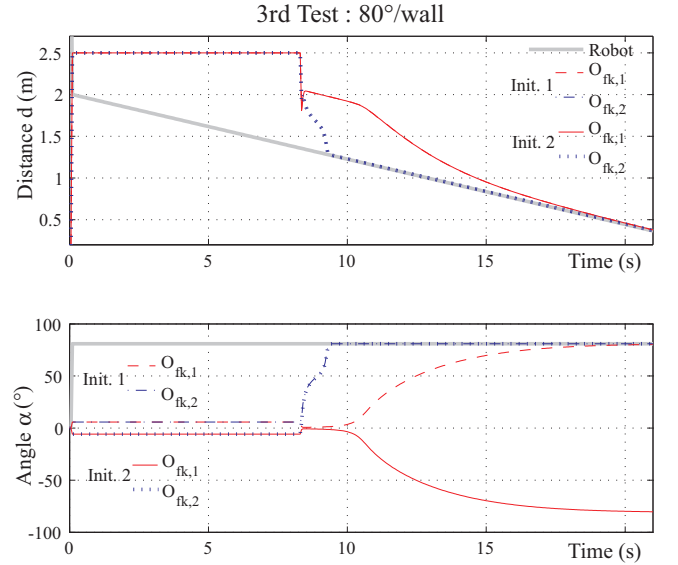 3rd Test : 80°/wall
Distance d (m)
2.5
2
1.5
1
0.5
0
5
10
15
Time (s)
Robot
Init. 1
O_fk,1
O_fk,2
Init. 2
O_fk,1
O_fk,2
Angle α (°)
100
50
0
-50
-100
Init. 1
O_fk,1
O_fk,2
Init. 2
O_fk,1
O_fk,2
0
5
10
15
Time (s)